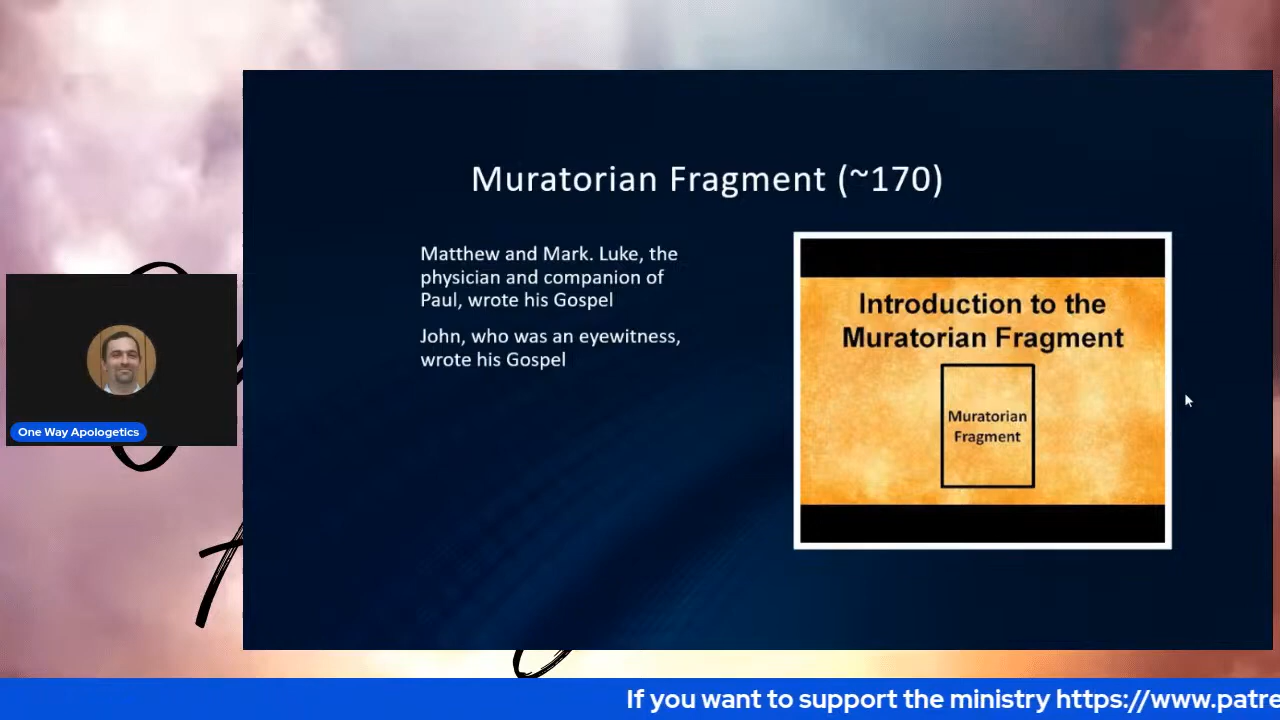 Muratorian Fragment (~170)
Matthew and Mark. Luke, the
physician and companion of
Paul, wrote his Gospel
John, who was an eyewitness,
wrote his Gospel
Introduction to the
Muratorian Fragment
Muratorian
Fragment
One Way Apologetics
If you want to support the ministry https://www.patre